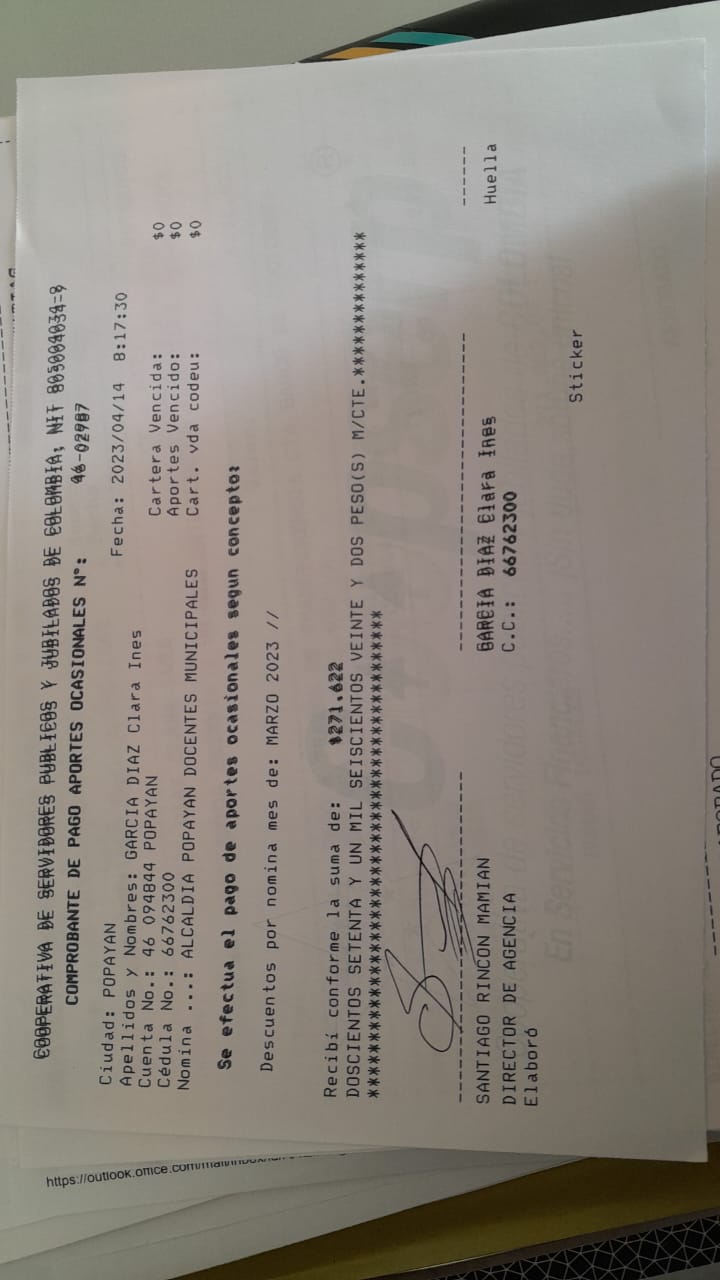 COOPERATIVA DE SERVIDORES PUBLICOS Y JUBILADOS DE COLOMBIA, NIT 805004034-9
COMPROBANTE DE PAGO APORTES OCASIONALES N°: 46-02987
Ciudad: POPAYAN Fecha: 2023/04/14 8:17:30
Apellidos y Nombres: GARCIA DIAZ Clara Ines
Cuenta No.: 46 094844 POPAYAN Cartera Vencida: $0
Cédula No.: 66762300 Aportes Vencido: $0
Nomina ...: ALCALDIA POPAYAN DOCENTES MUNICIPALES Cart. vda codeu: $0
Se efectua el pago de aportes ocasionales segun concepto:
Descuentos por nomina mes de: MARZO 2023 //
Recibí conforme la suma de: $271.622
DOSCIENTOS SETENTA Y UN MIL SEISCIENTOS VEINTE Y DOS PESO(S) M/CTE.***************
******************************************
SANTIAGO RINCON MAMIAN GARCIA DIAZ Clara Ines Huella
DIRECTOR DE AGENCIA C.C.: 66762300
Elaboró
Sticker
https://outlook.office.com/mail/inbox/